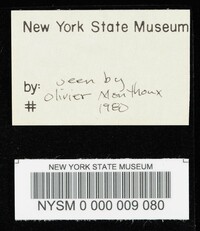 New York State Museum
seen by
by: Olivier Monthoux
# 1980
NEW YORK STATE MUSEUM
NYSM 0 000 009 080